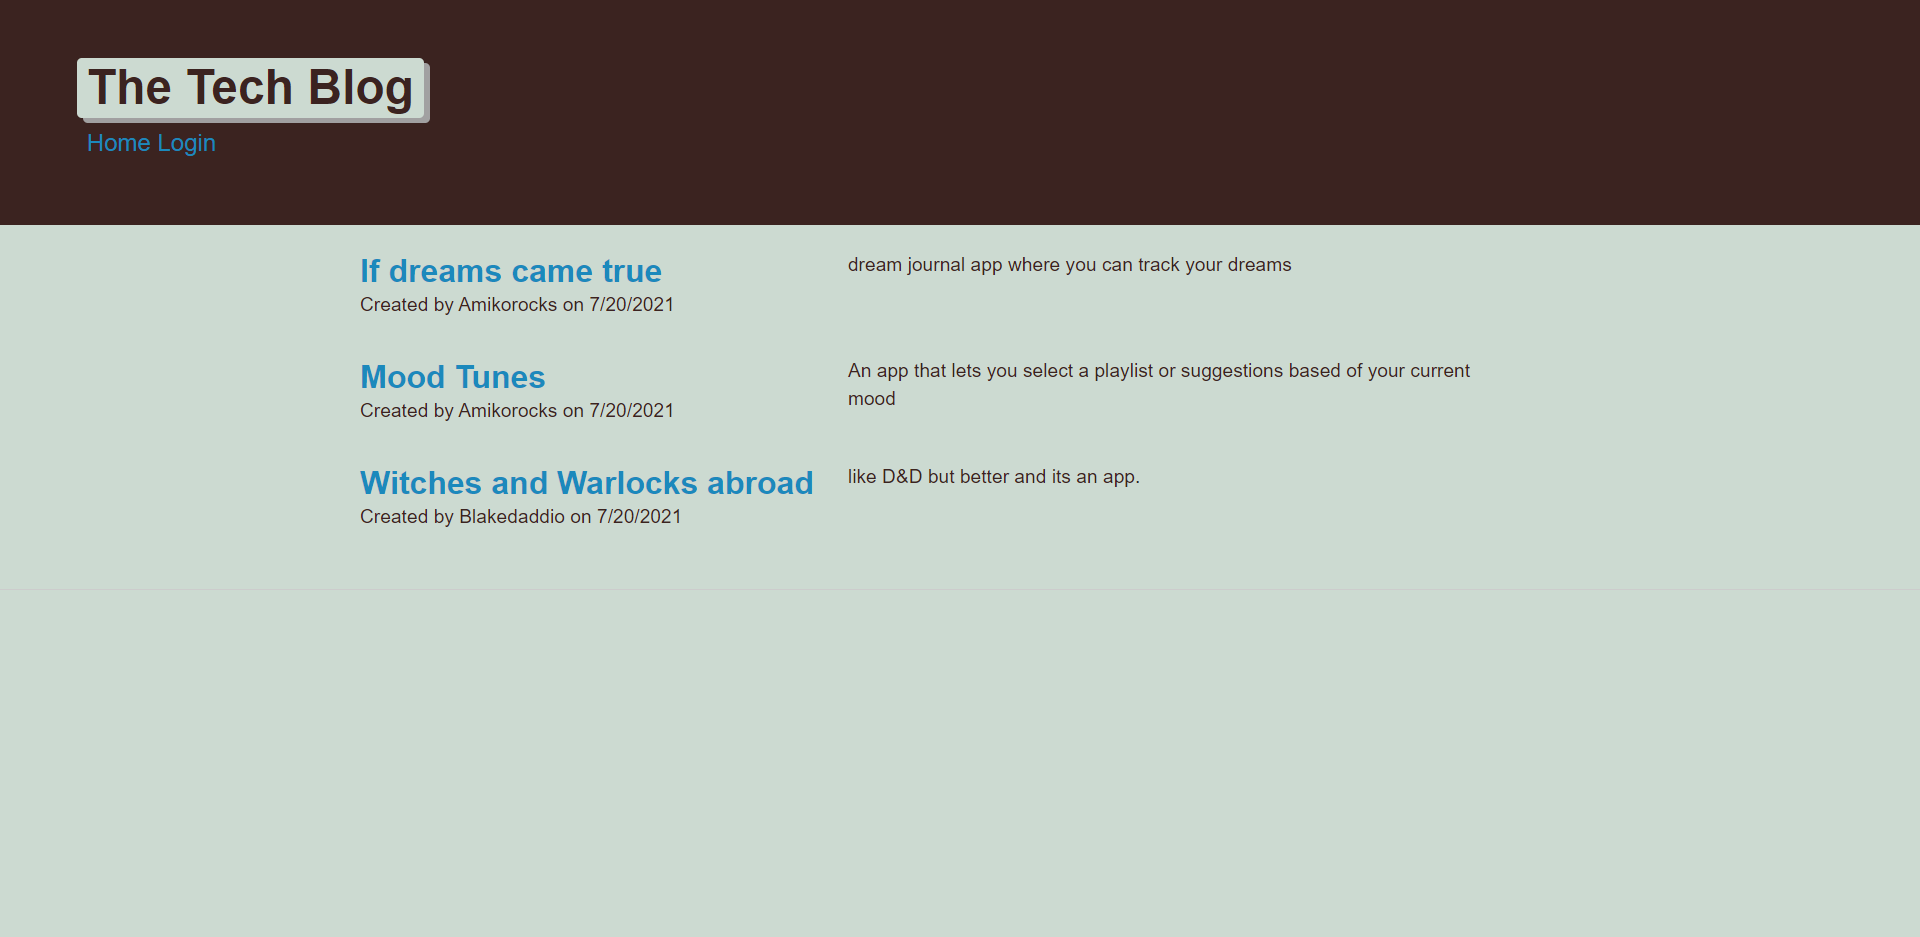 The Tech Blog
Home Login
If dreams came true
Created by Amikorocks on 7/20/2021
dream journal app where you can track your dreams
Mood Tunes
Created by Amikorocks on 7/20/2021
An app that lets you select a playlist or suggestions based of your current
mood
Witches and Warlocks abroad
Created by Blakedaddio on 7/20/2021
like D&D but better and its an app.